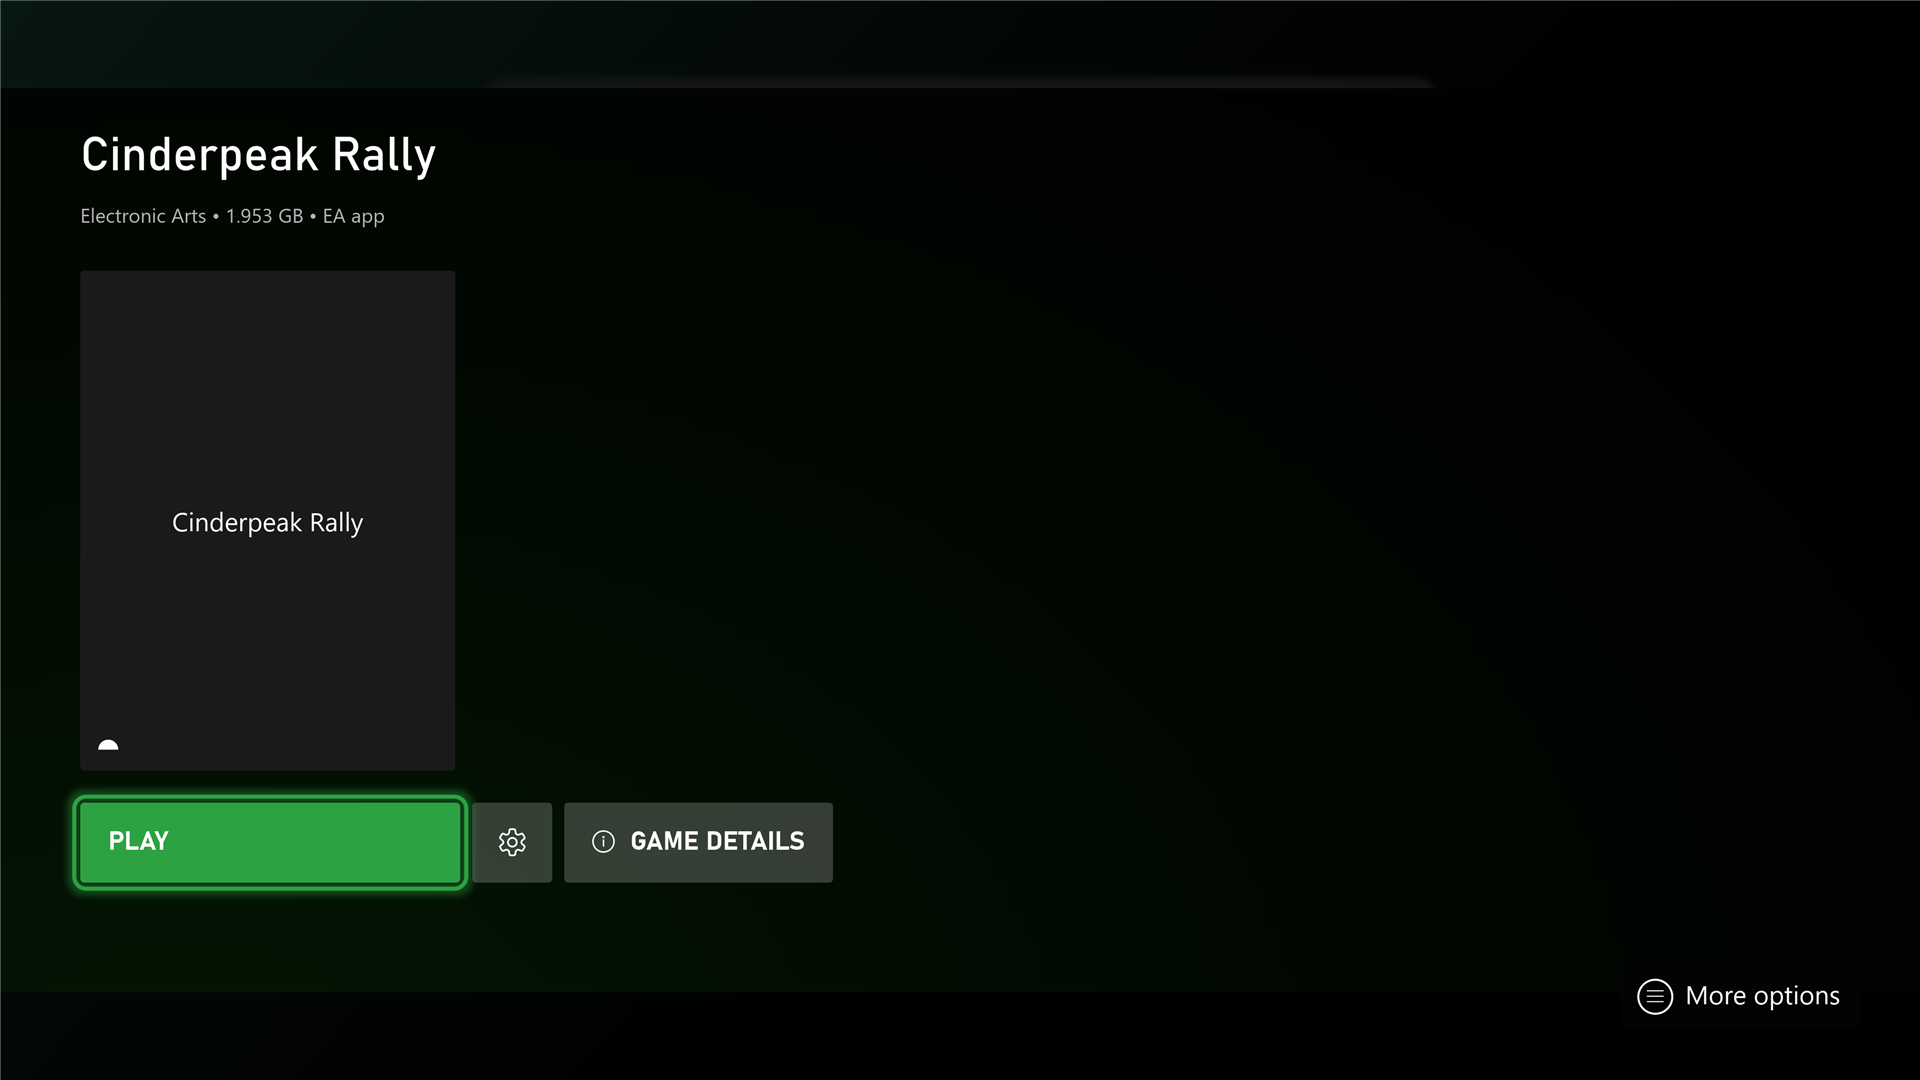 Cinderpeak Rally
Electronic Arts • 1.953 GB • EA app
Cinderpeak Rally
PLAY
GAME DETAILS
More options